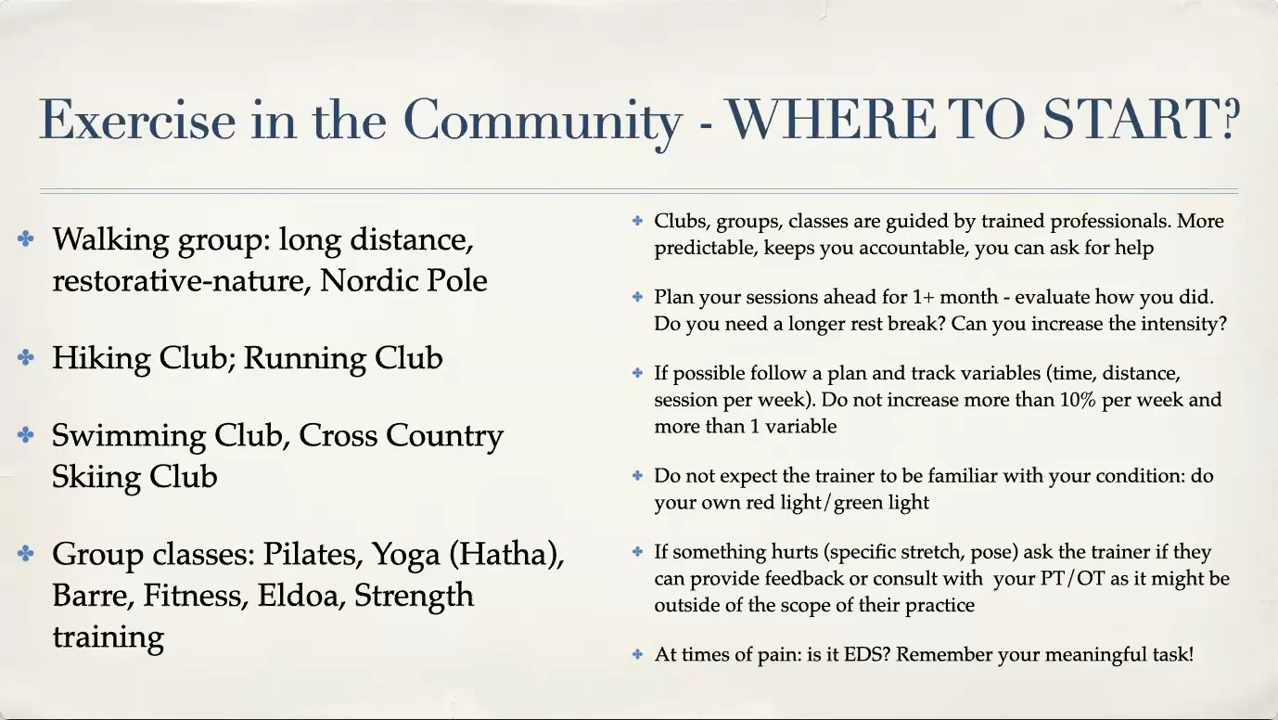 Exercise in the Community - WHERE TO START?
Walking group: long distance,
restorative-nature, Nordic Pole
Hiking Club; Running Club
Swimming Club, Cross Country
Skiing Club
Group classes: Pilates, Yoga (Hatha),
Barre, Fitness, Eldoa, Strength
training
Clubs, groups, classes are guided by trained professionals. More
predictable, keeps you accountable, you can ask for help
Plan your sessions ahead for 1+ month - evaluate how you did.
Do you need a longer rest break? Can you increase the intensity?
If possible follow a plan and track variables (time, distance,
session per week). Do not increase more than 10% per week and
more than 1 variable
Do not expect the trainer to be familiar with your condition: do
your own red light/green light
If something hurts (specific stretch, pose) ask the trainer if they
can provide feedback or consult with  your PT/OT as it might be
outside of the scope of their practice
At times of pain: is it EDS? Remember your meaningful task!